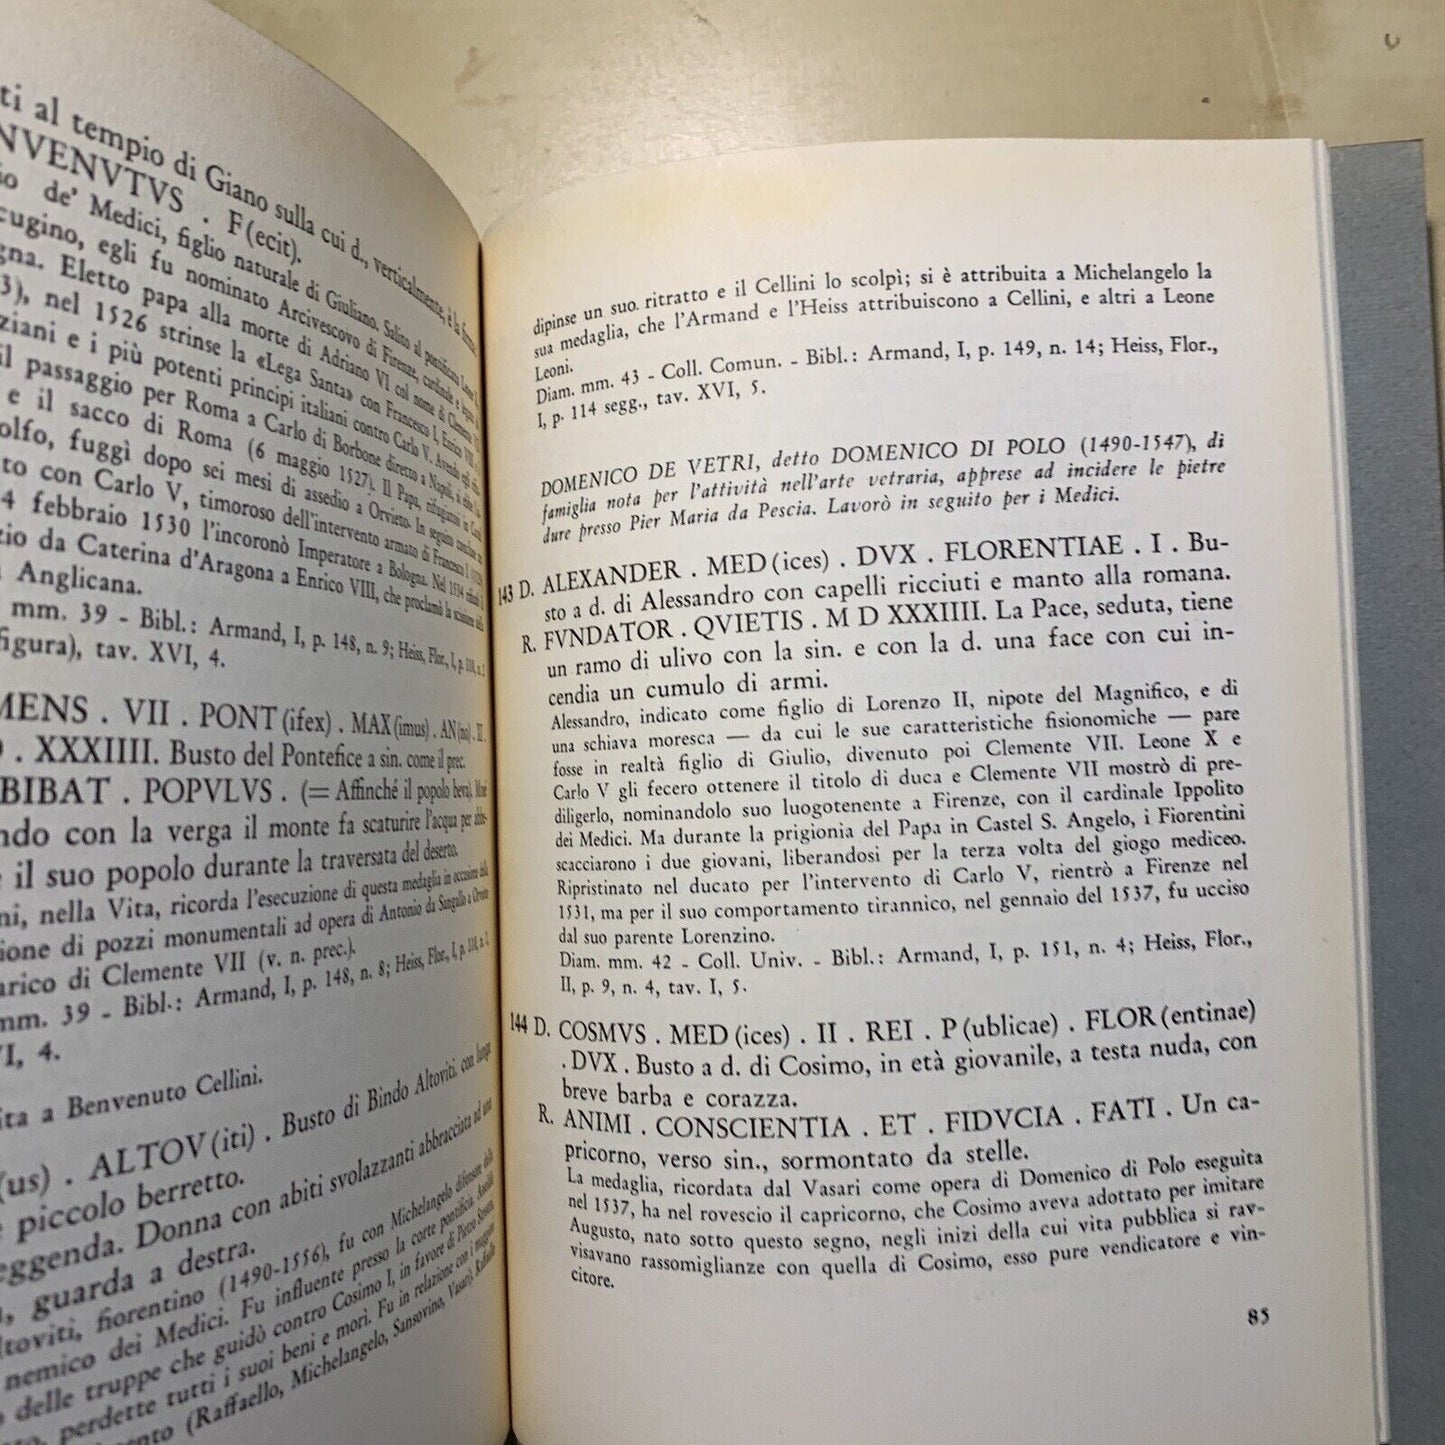 ti al tempio di Giano sulla cui d., verticalmente, è la firma:
NVENVTVS . F(ecit).
de' Medici, figlio naturale di Giuliano. Salito al pontificato
cugino, egli fu nominato Arcivescovo di Firenze, cardinale e
gna. Eletto papa alla morte di Adriano VI col nome di Clemente VII
3), nel 1526 strinse la «Lega Santa» con Francesco I, Enrico VIII,
ziani e i più potenti principi italiani contro Carlo V. Avendo egli
il passaggio per Roma a Carlo di Borbone diretto a Napoli,
e il sacco di Roma (6 maggio 1527). Il Papa, rifugiatosi in Castel
olfo, fuggì dopo sei mesi di assedio a Orvieto. In seguito
to con Carlo V, timoroso dell'intervento armato di Francesco I
4 febbraio 1530 l'incoronò Imperatore a Bologna. Nel 1534
zio da Caterina d'Aragona a Enrico VIII, che proclamò lo scisma della
Anglicana.
mm. 39 - Bibl.: Armand, I, p. 148, n. 9; Heiss, Flor., I, p.
figura), tav. XVI, 4.
MENS . VII . PONT(ifex) . MAX(imus) . AN(no) .
. XXXIIII. Busto del Pontefice a sin. come il prec.
BIBAT . POPVLVS . (= Affinché il popolo beva). Mosè
ndo con la verga il monte fa scaturire l'acqua per
il suo popolo durante la traversata del deserto.
ni, nella Vita, ricorda l'esecuzione di questa medaglia in occasione della
zione di pozzi monumentali ad opera di Antonio da Sangallo a Orvieto
arico di Clemente VII (v. n. prec.).
mm. 39 - Bibl.: Armand, I, p. 148, n. 8; Heiss, Flor., I, p.
I, 4.
ita a Benvenuto Cellini.
(us) . ALTOV(iti) . Busto di Bindo Altoviti, con lunga
e piccolo berretto.
eggenda. Donna con abiti svolazzanti abbracciata ad una
, guarda a destra.
ltoviti, fiorentino (1490-1556), fu con Michelangelo difensore della
nemico dei Medici. Fu influente presso la corte pontificia.
delle truppe che guidò contro Cosimo I, in favore di Pietro Strozzi,
perdette tutti i suoi beni e morì. Fu in relazione con i maggiori
ento (Raffaello, Michelangelo, Sansovino, Vasari). Raffaello
dipinse un suo ritratto e il Cellini lo scolpì; si è attribuita a Michelangelo la
sua medaglia, che l'Armand e l'Heiss attribuiscono a Cellini, e altri a Leone
Leoni.
Diam. mm. 43 - Coll. Comun. - Bibl.: Armand, I, p. 149, n. 14; Heiss, Flor.,
I, p. 114 segg., tav. XVI, 5.
DOMENICO DE VETRI, detto DOMENICO DI POLO (1490-1547), di
famiglia nota per l'attività nell'arte vetraria, apprese ad incidere le pietre
dure presso Pier Maria da Pescia. Lavorò in seguito per i Medici.
143 D. ALEXANDER . MED(ices) . DVX . FLORENTIAE . I . Bu-
sto a d. di Alessandro con capelli ricciuti e manto alla romana.
R. FVNDATOR . QVIETIS . M D XXXIIII. La Pace, seduta, tiene
un ramo di ulivo con la sin. e con la d. una face con cui in-
cendia un cumulo di armi.
Alessandro, indicato come figlio di Lorenzo II, nipote del Magnifico, e di
una schiava moresca — da cui le sue caratteristiche fisionomiche — pare
fosse in realtà figlio di Giulio, divenuto poi Clemente VII. Leone X e
Carlo V gli fecero ottenere il titolo di duca e Clemente VII mostrò di pre-
diligerlo, nominandolo suo luogotenente a Firenze, con il cardinale Ippolito
dei Medici. Ma durante la prigionia del Papa in Castel S. Angelo, i Fiorentini
scacciarono i due giovani, liberandosi per la terza volta del giogo mediceo.
Ripristinato nel ducato per l'intervento di Carlo V, rientrò a Firenze nel
1531, ma per il suo comportamento tirannico, nel gennaio del 1537, fu ucciso
dal suo parente Lorenzino.
Diam. mm. 42 - Coll. Univ. - Bibl.: Armand, I, p. 151, n. 4; Heiss, Flor.,
II, p. 9, n. 4, tav. I, 5.
144 D. COSMVS . MED(ices) . II . REI . P(ublicae) . FLOR(entinae)
. DVX . Busto a d. di Cosimo, in età giovanile, a testa nuda, con
breve barba e corazza.
R. ANIMI . CONSCIENTIA . ET . FIDVCIA . FATI . Un ca-
pricorno, verso sin., sormontato da stelle.
La medaglia, ricordata dal Vasari come opera di Domenico di Polo eseguita
nel 1537, ha nel rovescio il capricorno, che Cosimo aveva adottato per imitare
Augusto, nato sotto questo segno, negli inizi della cui vita pubblica si rav-
visavano rassomiglianze con quella di Cosimo, esso pure vendicatore e vin-
citore.
85